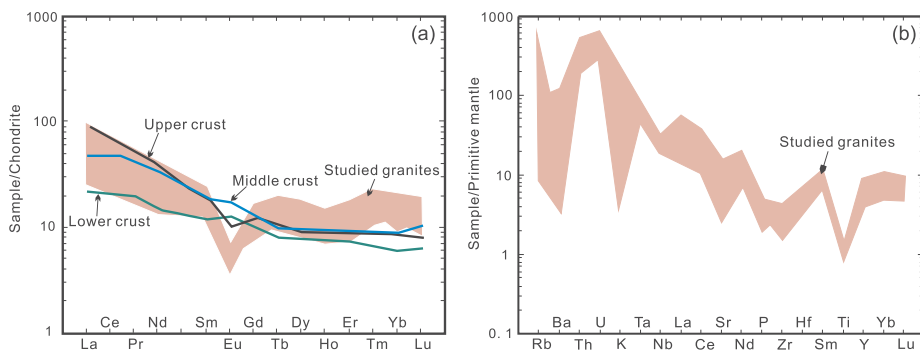 (a)
Sample/Chondrite
1000
100
10
1
Upper crust
Middle crust
Studied granites
Lower crust
Ce Nd Sm Gd Dy Er Yb
La Pr Eu Tb Ho Tm Lu
(b)
Sample/Primitive mantle
1000
100
10
1
0.1
Studied granites
Ba U Ta La Sr P Hf Ti Yb
Rb Th K Nb Ce Nd Zr Sm Y Lu